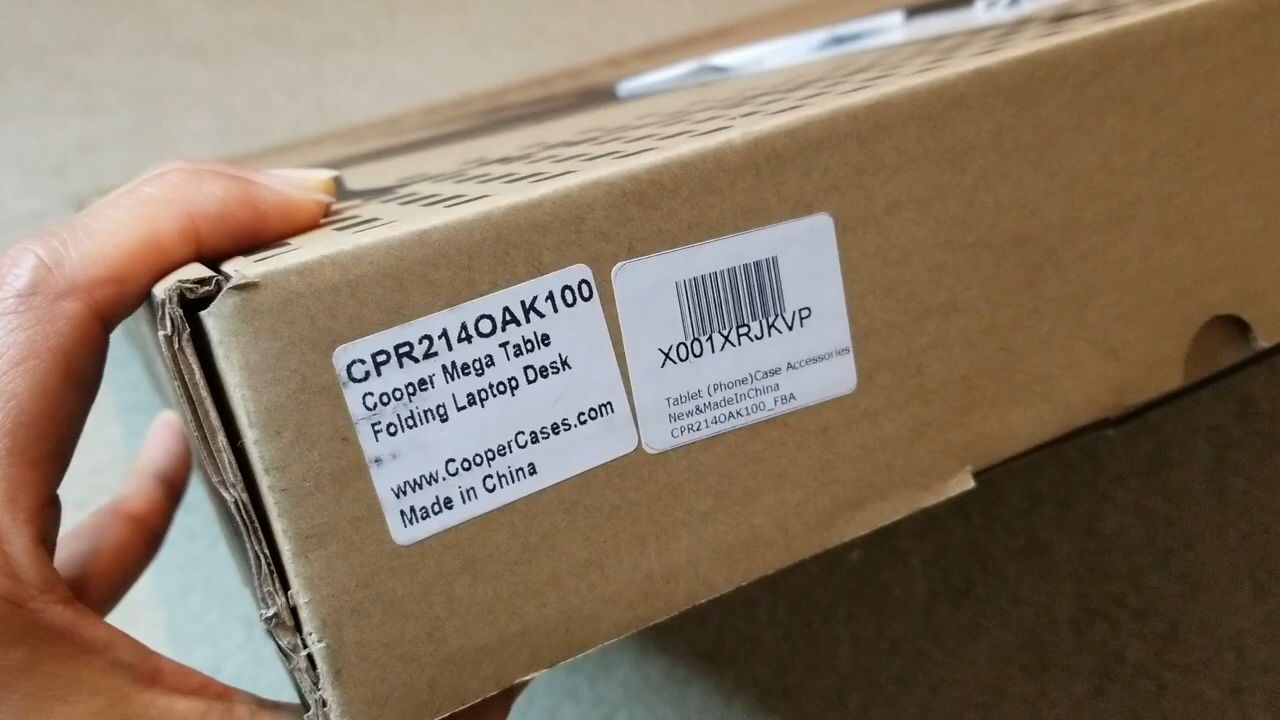 CPR214OAK100
Cooper Mega Table
Folding Laptop Desk
www.CooperCases.com
Made in China
X001XRJKVP
Tablet (Phone)Case Accessories
New&MadeInChina
CPR214OAK100_FBA